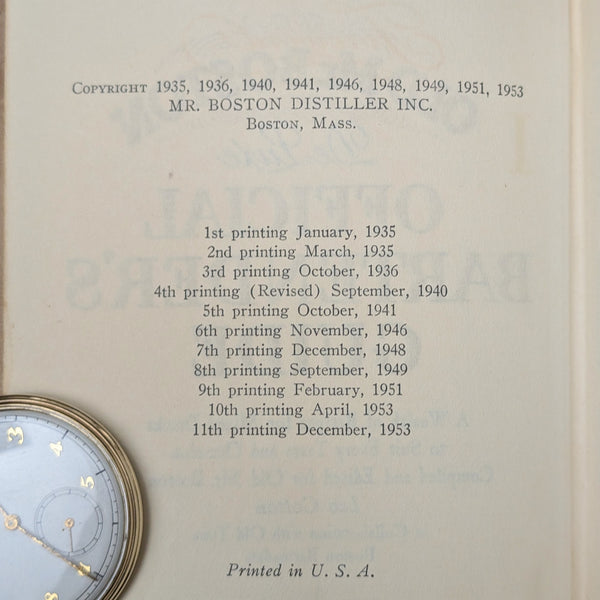 COPYRIGHT 1935, 1936, 1940, 1941, 1946, 1948, 1949, 1951, 1953
MR. BOSTON DISTILLER INC.
BOSTON, MASS.
1st printing January, 1935
2nd printing March, 1935
3rd printing October, 1936
4th printing (Revised) September, 1940
5th printing October, 1941
6th printing November, 1946
7th printing December, 1948
8th printing September, 1949
9th printing February, 1951
10th printing April, 1953
11th printing December, 1953
Printed in U. S. A.
3
4
5